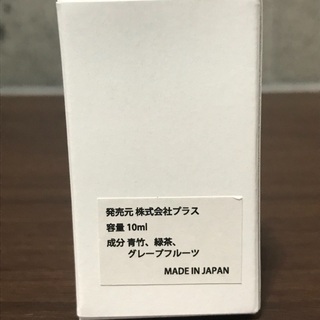 発売元 株式会社プラス
容量 10ml
成分 青竹、緑茶、
グレープフルーツ
MADE IN JAPAN